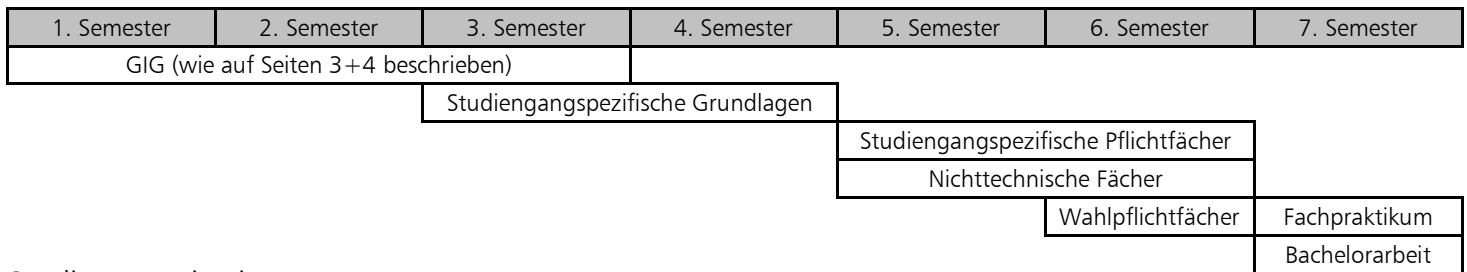 1. Semester 2. Semester 3. Semester 4. Semester 5. Semester 6. Semester 7. Semester
GIG (wie auf Seiten 3+4 beschrieben)
Studiengangspezifische Grundlagen
Studiengangspezifische Pflichtfächer
Nichttechnische Fächer
Wahlpflichtfächer Fachpraktikum
Bachelorarbeit